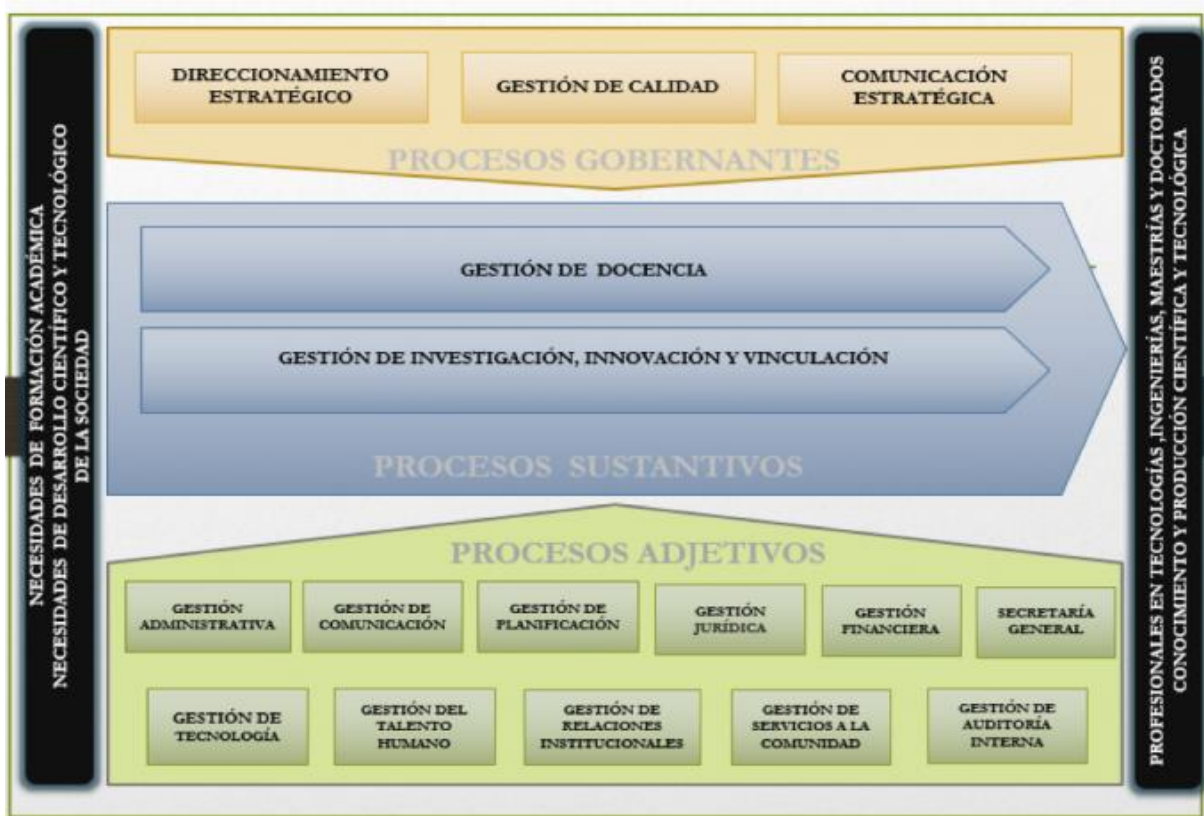 NECESIDADES DE FORMACIÓN ACADÉMICA
NECESIDADES DE DESARROLLO CIENTÍFICO Y TECNOLÓGICO
DE LA SOCIEDAD
DIRECCIONAMIENTO
ESTRATÉGICO
GESTIÓN DE CALIDAD
COMUNICACIÓN
ESTRATÉGICA
PROCESOS GOBERNANTES
GESTIÓN DE DOCENCIA
GESTIÓN DE INVESTIGACIÓN, INNOVACIÓN Y VINCULACIÓN
PROCESOS SUSTANTIVOS
PROCESOS ADJETIVOS
GESTIÓN
ADMINISTRATIVA
GESTIÓN DE
COMUNICACIÓN
GESTIÓN DE
PLANIFICACIÓN
GESTIÓN
JURÍDICA
GESTIÓN
FINANCIERA
SECRETARÍA
GENERAL
GESTIÓN DE
TECNOLOGÍA
GESTIÓN DEL
TALENTO
HUMANO
GESTIÓN DE
RELACIONES
INSTITUCIONALES
GESTIÓN DE
SERVICIOS A LA
COMUNIDAD
GESTIÓN DE
AUDITORÍA
INTERNA
PROFESIONALES EN TECNOLOGÍAS ,INGENIERÍAS, MAESTRÍAS Y DOCTORADOS
CONOCIMIENTO Y PRODUCCIÓN CIENTÍFICA Y TECNOLÓGICA